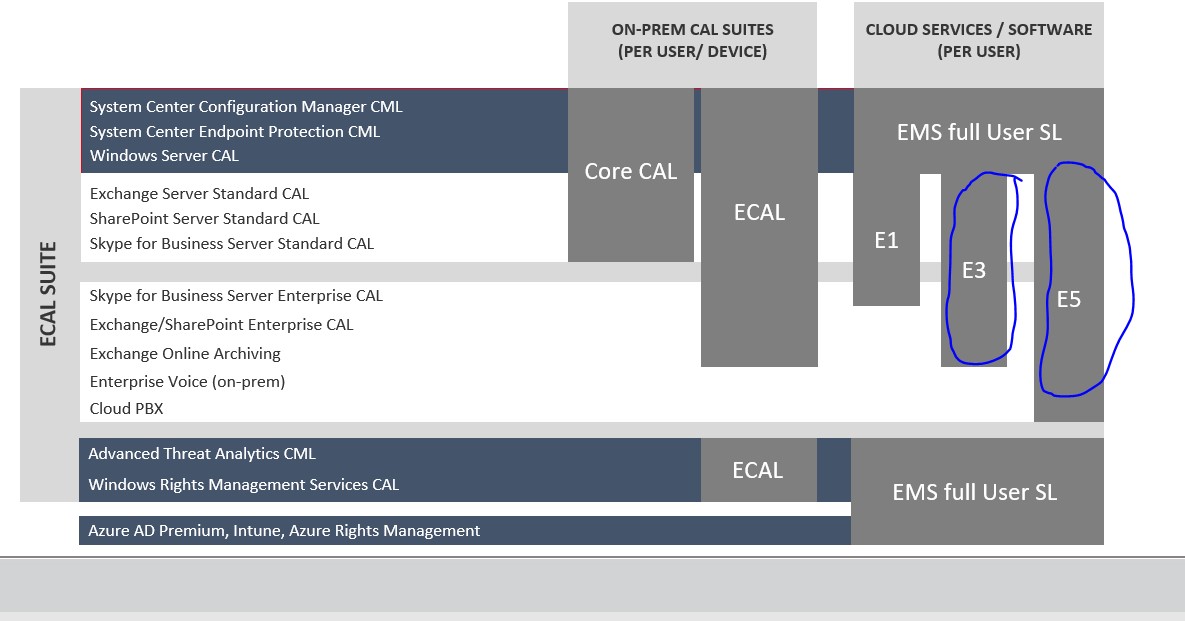 ON-PREM CAL SUITES
(PER USER/ DEVICE)
CLOUD SERVICES / SOFTWARE
(PER USER)
ECAL SUITE
System Center Configuration Manager CML
System Center Endpoint Protection CML
Windows Server CAL
Core CAL
ECAL
EMS full User SL
Exchange Server Standard CAL
SharePoint Server Standard CAL
Skype for Business Server Standard CAL
E1
E3
E5
Skype for Business Server Enterprise CAL
Exchange/SharePoint Enterprise CAL
Exchange Online Archiving
Enterprise Voice (on-prem)
Cloud PBX
Advanced Threat Analytics CML
Windows Rights Management Services CAL
ECAL
EMS full User SL
Azure AD Premium, Intune, Azure Rights Management